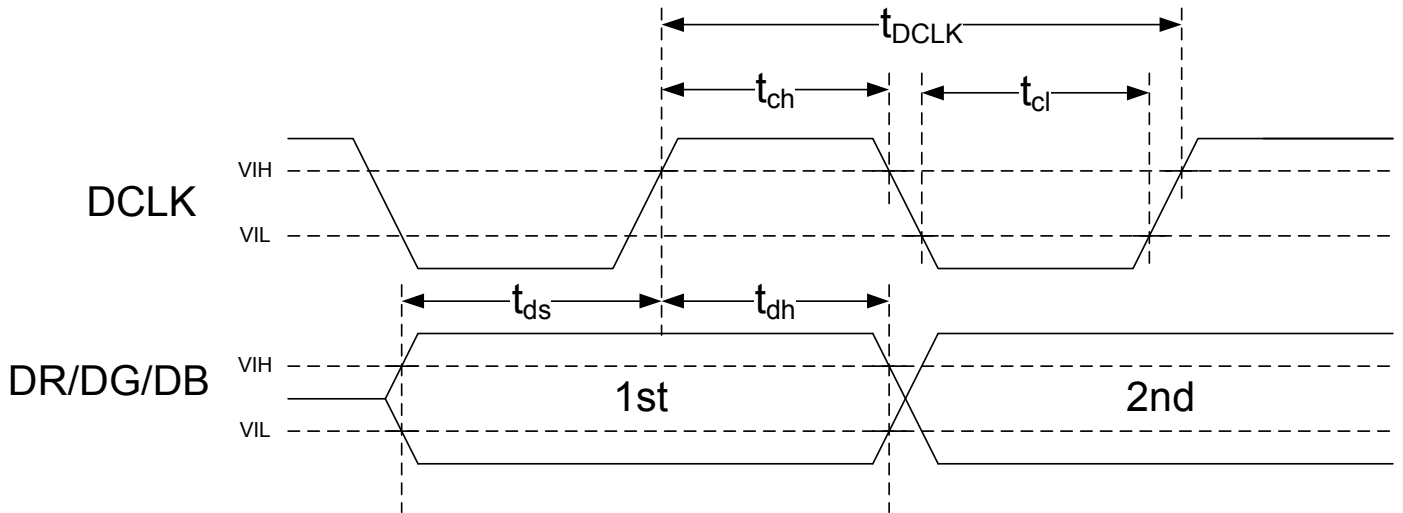 tDCLK
tch
tcl
VIH
DCLK
VIL
tds
tdh
VIH
DR/DG/DB
1st
2nd
VIL